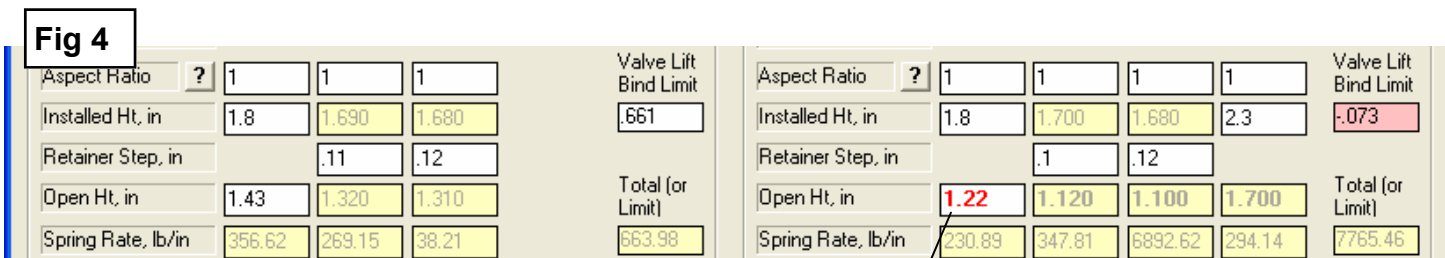 Fig 4
Aspect Ratio ? 1 1 1 Valve Lift Bind Limit
Installed Ht, in 1.8 1.690 1.680 .661
Retainer Step, in .11 .12
Open Ht, in 1.43 1.320 1.310 Total (or Limit)
Spring Rate, lb/in 356.62 269.15 38.21 663.98
Aspect Ratio ? 1 1 1 1 Valve Lift Bind Limit
Installed Ht, in 1.8 1.700 1.680 2.3 -.073
Retainer Step, in .1 .12
Open Ht, in 1.22 1.120 1.100 1.700 Total (or Limit)
Spring Rate, lb/in 230.89 347.81 6892.62 294.14 7765.46